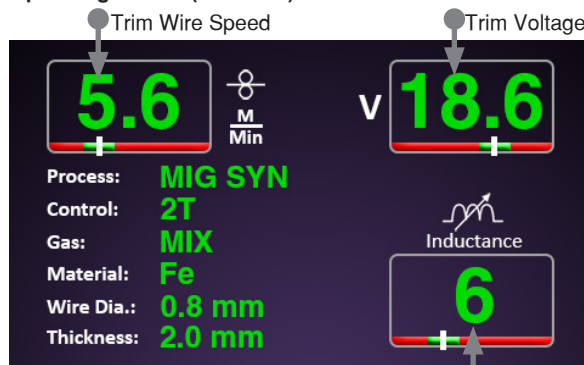 Trim Wire Speed
Trim Voltage
5.6
M
Min
V
18.6
Process: MIG SYN
Control: 2T
Gas: MIX
Material: Fe
Wire Dia.: 0.8 mm
Thickness: 2.0 mm
Inductance
6